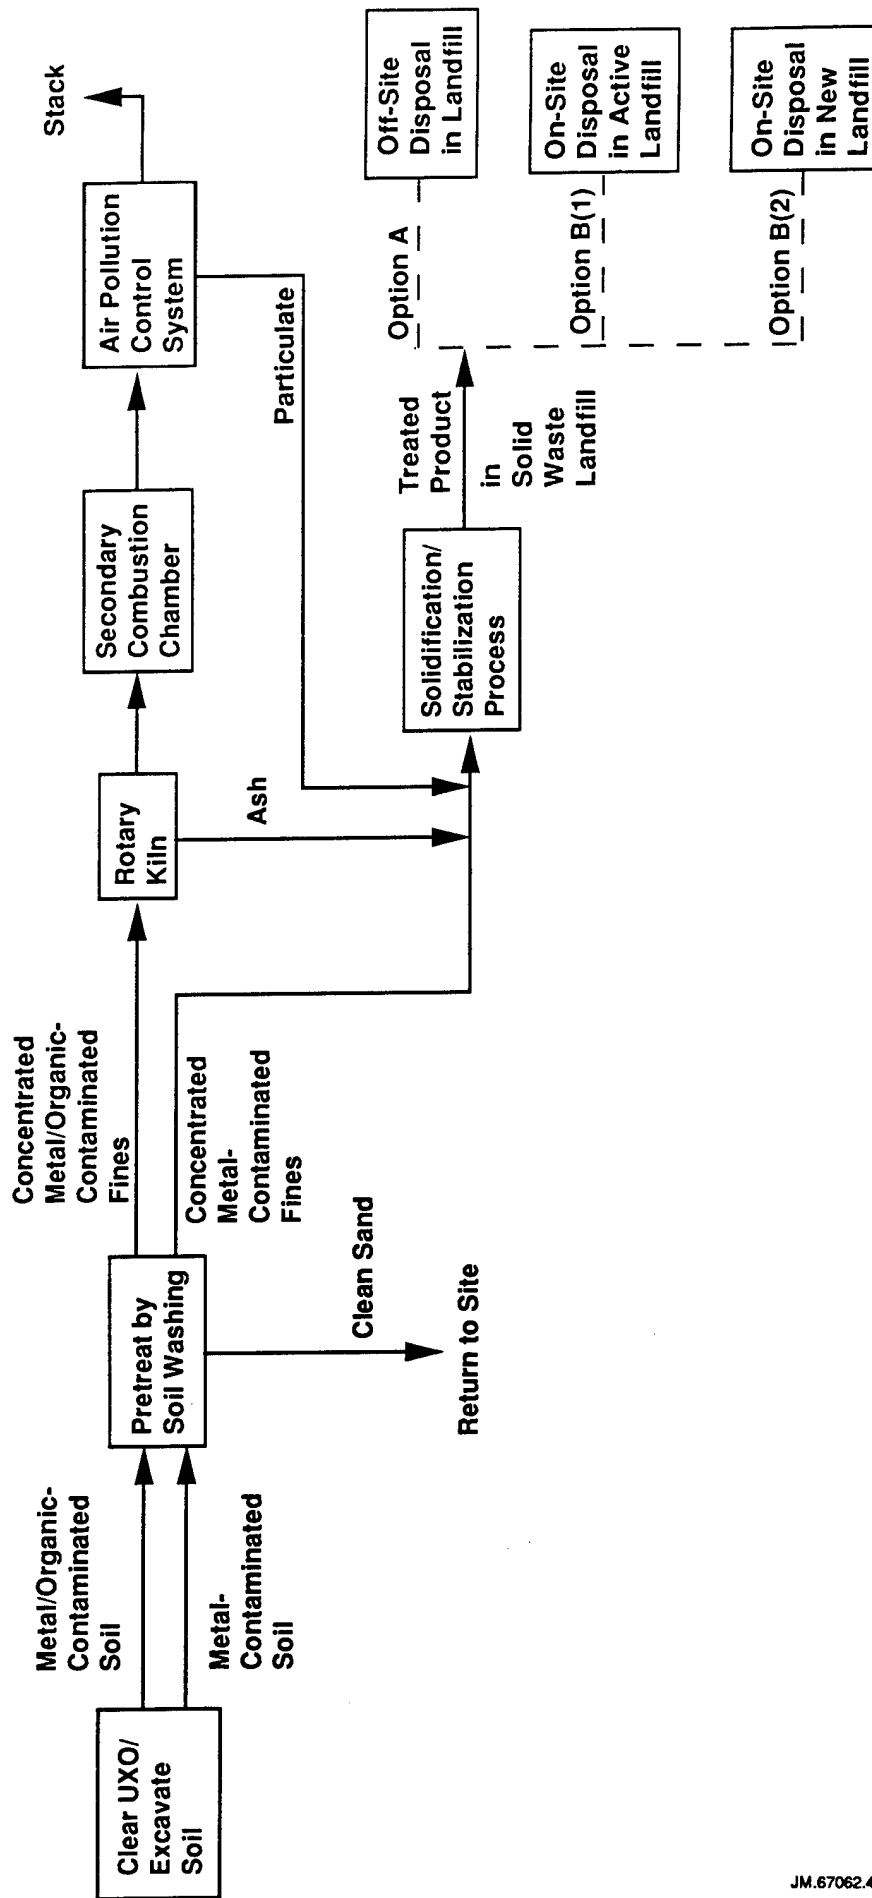 Clear UXO/
Excavate
Soil
Metal/Organic-
Contaminated
Soil
Metal-
Contaminated
Soil
Pretreat by
Soil Washing
Clean Sand
Return to Site
Concentrated
Metal/Organic-
Contaminated
Fines
Concentrated
Metal-
Contaminated
Fines
Rotary
Kiln
Ash
Secondary
Combustion
Chamber
Air Pollution
Control
System
Particulate
Stack
Solidification/
Stabilization
Process
Treated
Product
in
Solid
Waste
Landfill
Option A
Off-Site
Disposal
in Landfill
Option B(1)
On-Site
Disposal
in Active
Landfill
Option B(2)
On-Site
Disposal
in New
Landfill
JM.67062.4